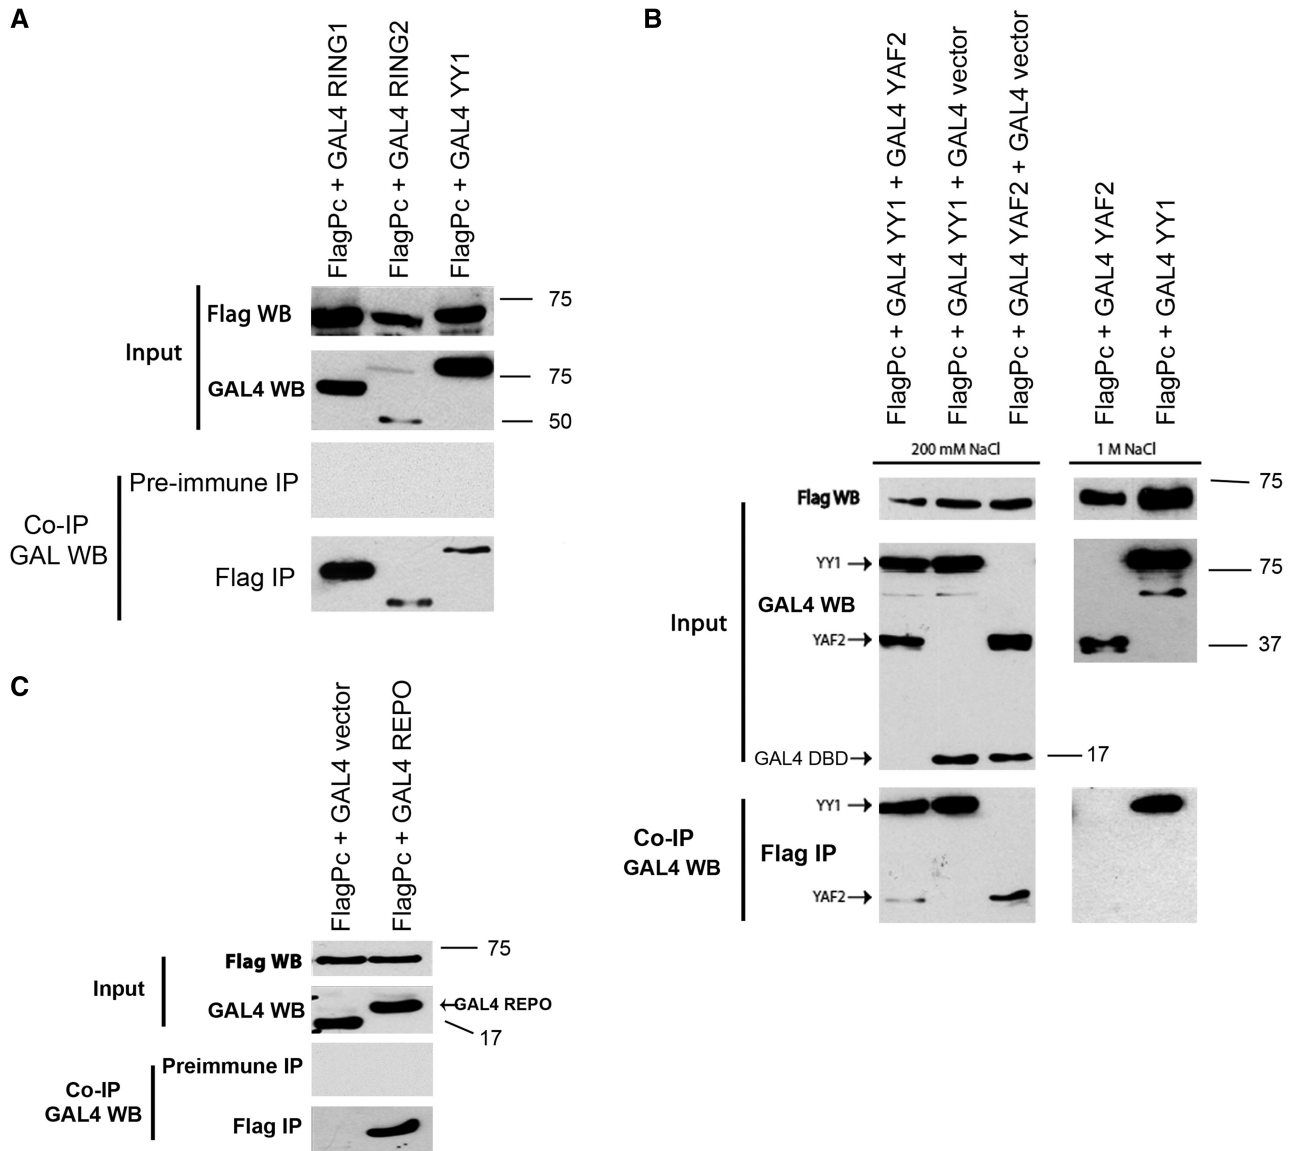 A
FlagPc + GAL4 RING1
FlagPc + GAL4 RING2
FlagPc + GAL4 YY1
Input
Flag WB
75
GAL4 WB
75
50
Co-IP
GAL WB
Pre-immune IP
Flag IP
B
FlagPc + GAL4 YY1 + GAL4 YAF2
FlagPc + GAL4 YY1 + GAL4 vector
FlagPc + GAL4 YAF2 + GAL4 vector
FlagPc + GAL4 YAF2
FlagPc + GAL4 YY1
200 mM NaCl
1 M NaCl
Input
Flag WB
75
YY1
75
GAL4 WB
YAF2
37
GAL4 DBD
17
Co-IP
GAL4 WB
YY1
Flag IP
YAF2
C
FlagPc + GAL4 vector
FlagPc + GAL4 REPO
Input
Flag WB
75
GAL4 WB
GAL4 REPO
17
Co-IP
GAL4 WB
Preimmune IP
Flag IP